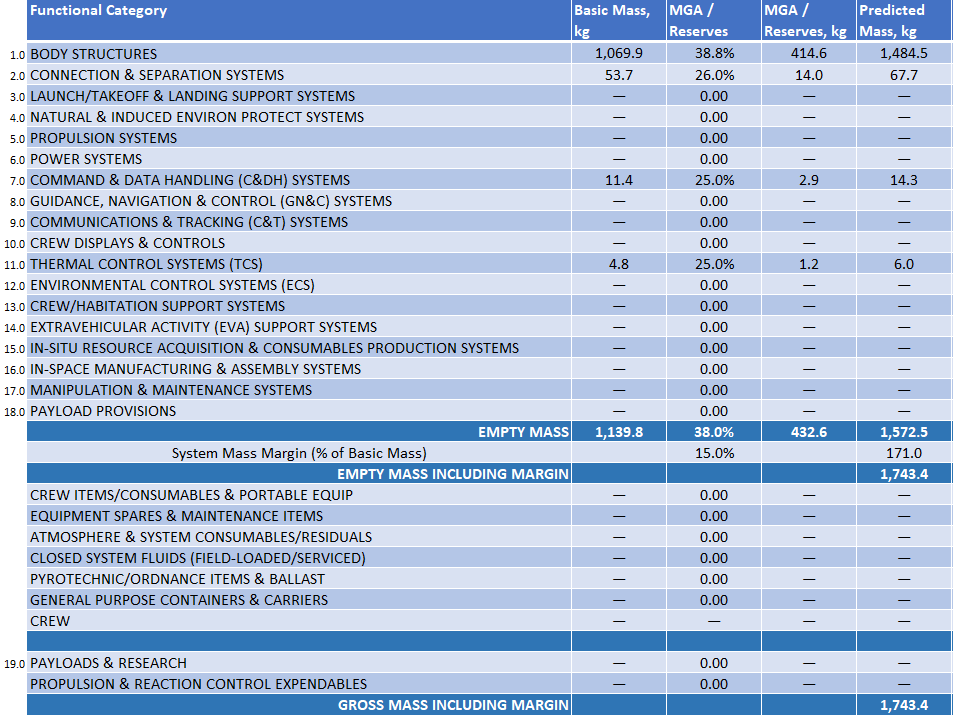 Functional Category Basic Mass, kg MGA / Reserves MGA / Reserves, kg Predicted Mass, kg
1.0 BODY STRUCTURES 1,069.9 38.8% 414.6 1,484.5
2.0 CONNECTION & SEPARATION SYSTEMS 53.7 26.0% 14.0 67.7
3.0 LAUNCH/TAKEOFF & LANDING SUPPORT SYSTEMS — 0.00 — —
4.0 NATURAL & INDUCED ENVIRON PROTECT SYSTEMS — 0.00 — —
5.0 PROPULSION SYSTEMS — 0.00 — —
6.0 POWER SYSTEMS — 0.00 — —
7.0 COMMAND & DATA HANDLING (C&DH) SYSTEMS 11.4 25.0% 2.9 14.3
8.0 GUIDANCE, NAVIGATION & CONTROL (GN&C) SYSTEMS — 0.00 — —
9.0 COMMUNICATIONS & TRACKING (C&T) SYSTEMS — 0.00 — —
10.0 CREW DISPLAYS & CONTROLS — 0.00 — —
11.0 THERMAL CONTROL SYSTEMS (TCS) 4.8 25.0% 1.2 6.0
12.0 ENVIRONMENTAL CONTROL SYSTEMS (ECS) — 0.00 — —
13.0 CREW/HABITATION SUPPORT SYSTEMS — 0.00 — —
14.0 EXTRAVEHICULAR ACTIVITY (EVA) SUPPORT SYSTEMS — 0.00 — —
15.0 IN-SITU RESOURCE ACQUISITION & CONSUMABLES PRODUCTION SYSTEMS — 0.00 — —
16.0 IN-SPACE MANUFACTURING & ASSEMBLY SYSTEMS — 0.00 — —
17.0 MANIPULATION & MAINTENANCE SYSTEMS — 0.00 — —
18.0 PAYLOAD PROVISIONS — 0.00 — —
EMPTY MASS 1,139.8 38.0% 432.6 1,572.5
System Mass Margin (% of Basic Mass) 15.0% 171.0
EMPTY MASS INCLUDING MARGIN 1,743.4
CREW ITEMS/CONSUMABLES & PORTABLE EQUIP — 0.00 — —
EQUIPMENT SPARES & MAINTENANCE ITEMS — 0.00 — —
ATMOSPHERE & SYSTEM CONSUMABLES/RESIDUALS — 0.00 — —
CLOSED SYSTEM FLUIDS (FIELD-LOADED/SERVICED) — 0.00 — —
PYROTECHNIC/ORDNANCE ITEMS & BALLAST — 0.00 — —
GENERAL PURPOSE CONTAINERS & CARRIERS — 0.00 — —
CREW — — — —
19.0 PAYLOADS & RESEARCH — 0.00 — —
PROPULSION & REACTION CONTROL EXPENDABLES — 0.00 — —
GROSS MASS INCLUDING MARGIN 1,743.4